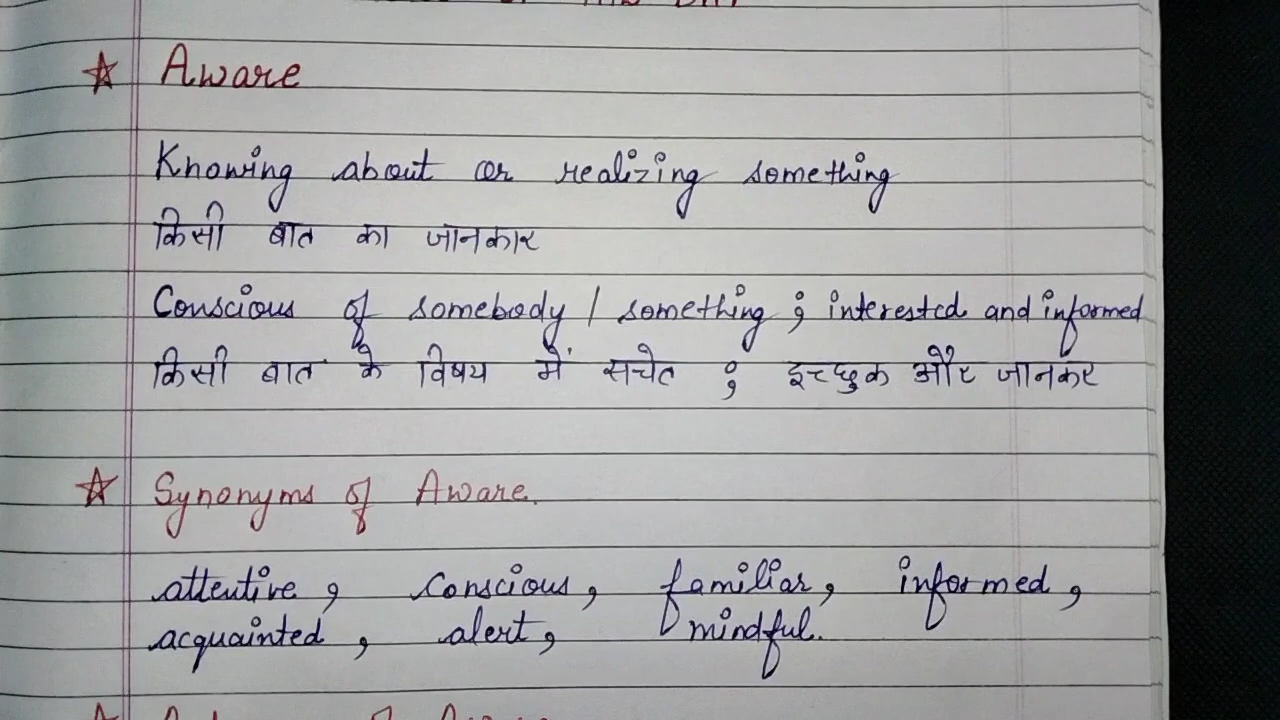 ☆ Aware
Knowing about or realizing something
किसी बात का जानकार
Conscious of somebody / something ; interested and informed
किसी बात के विषय में सचेत ; इच्छुक और जानकर
☆ Synonyms of Aware.
attentive , conscious, familiar, informed ,
acquainted , alert, mindful.